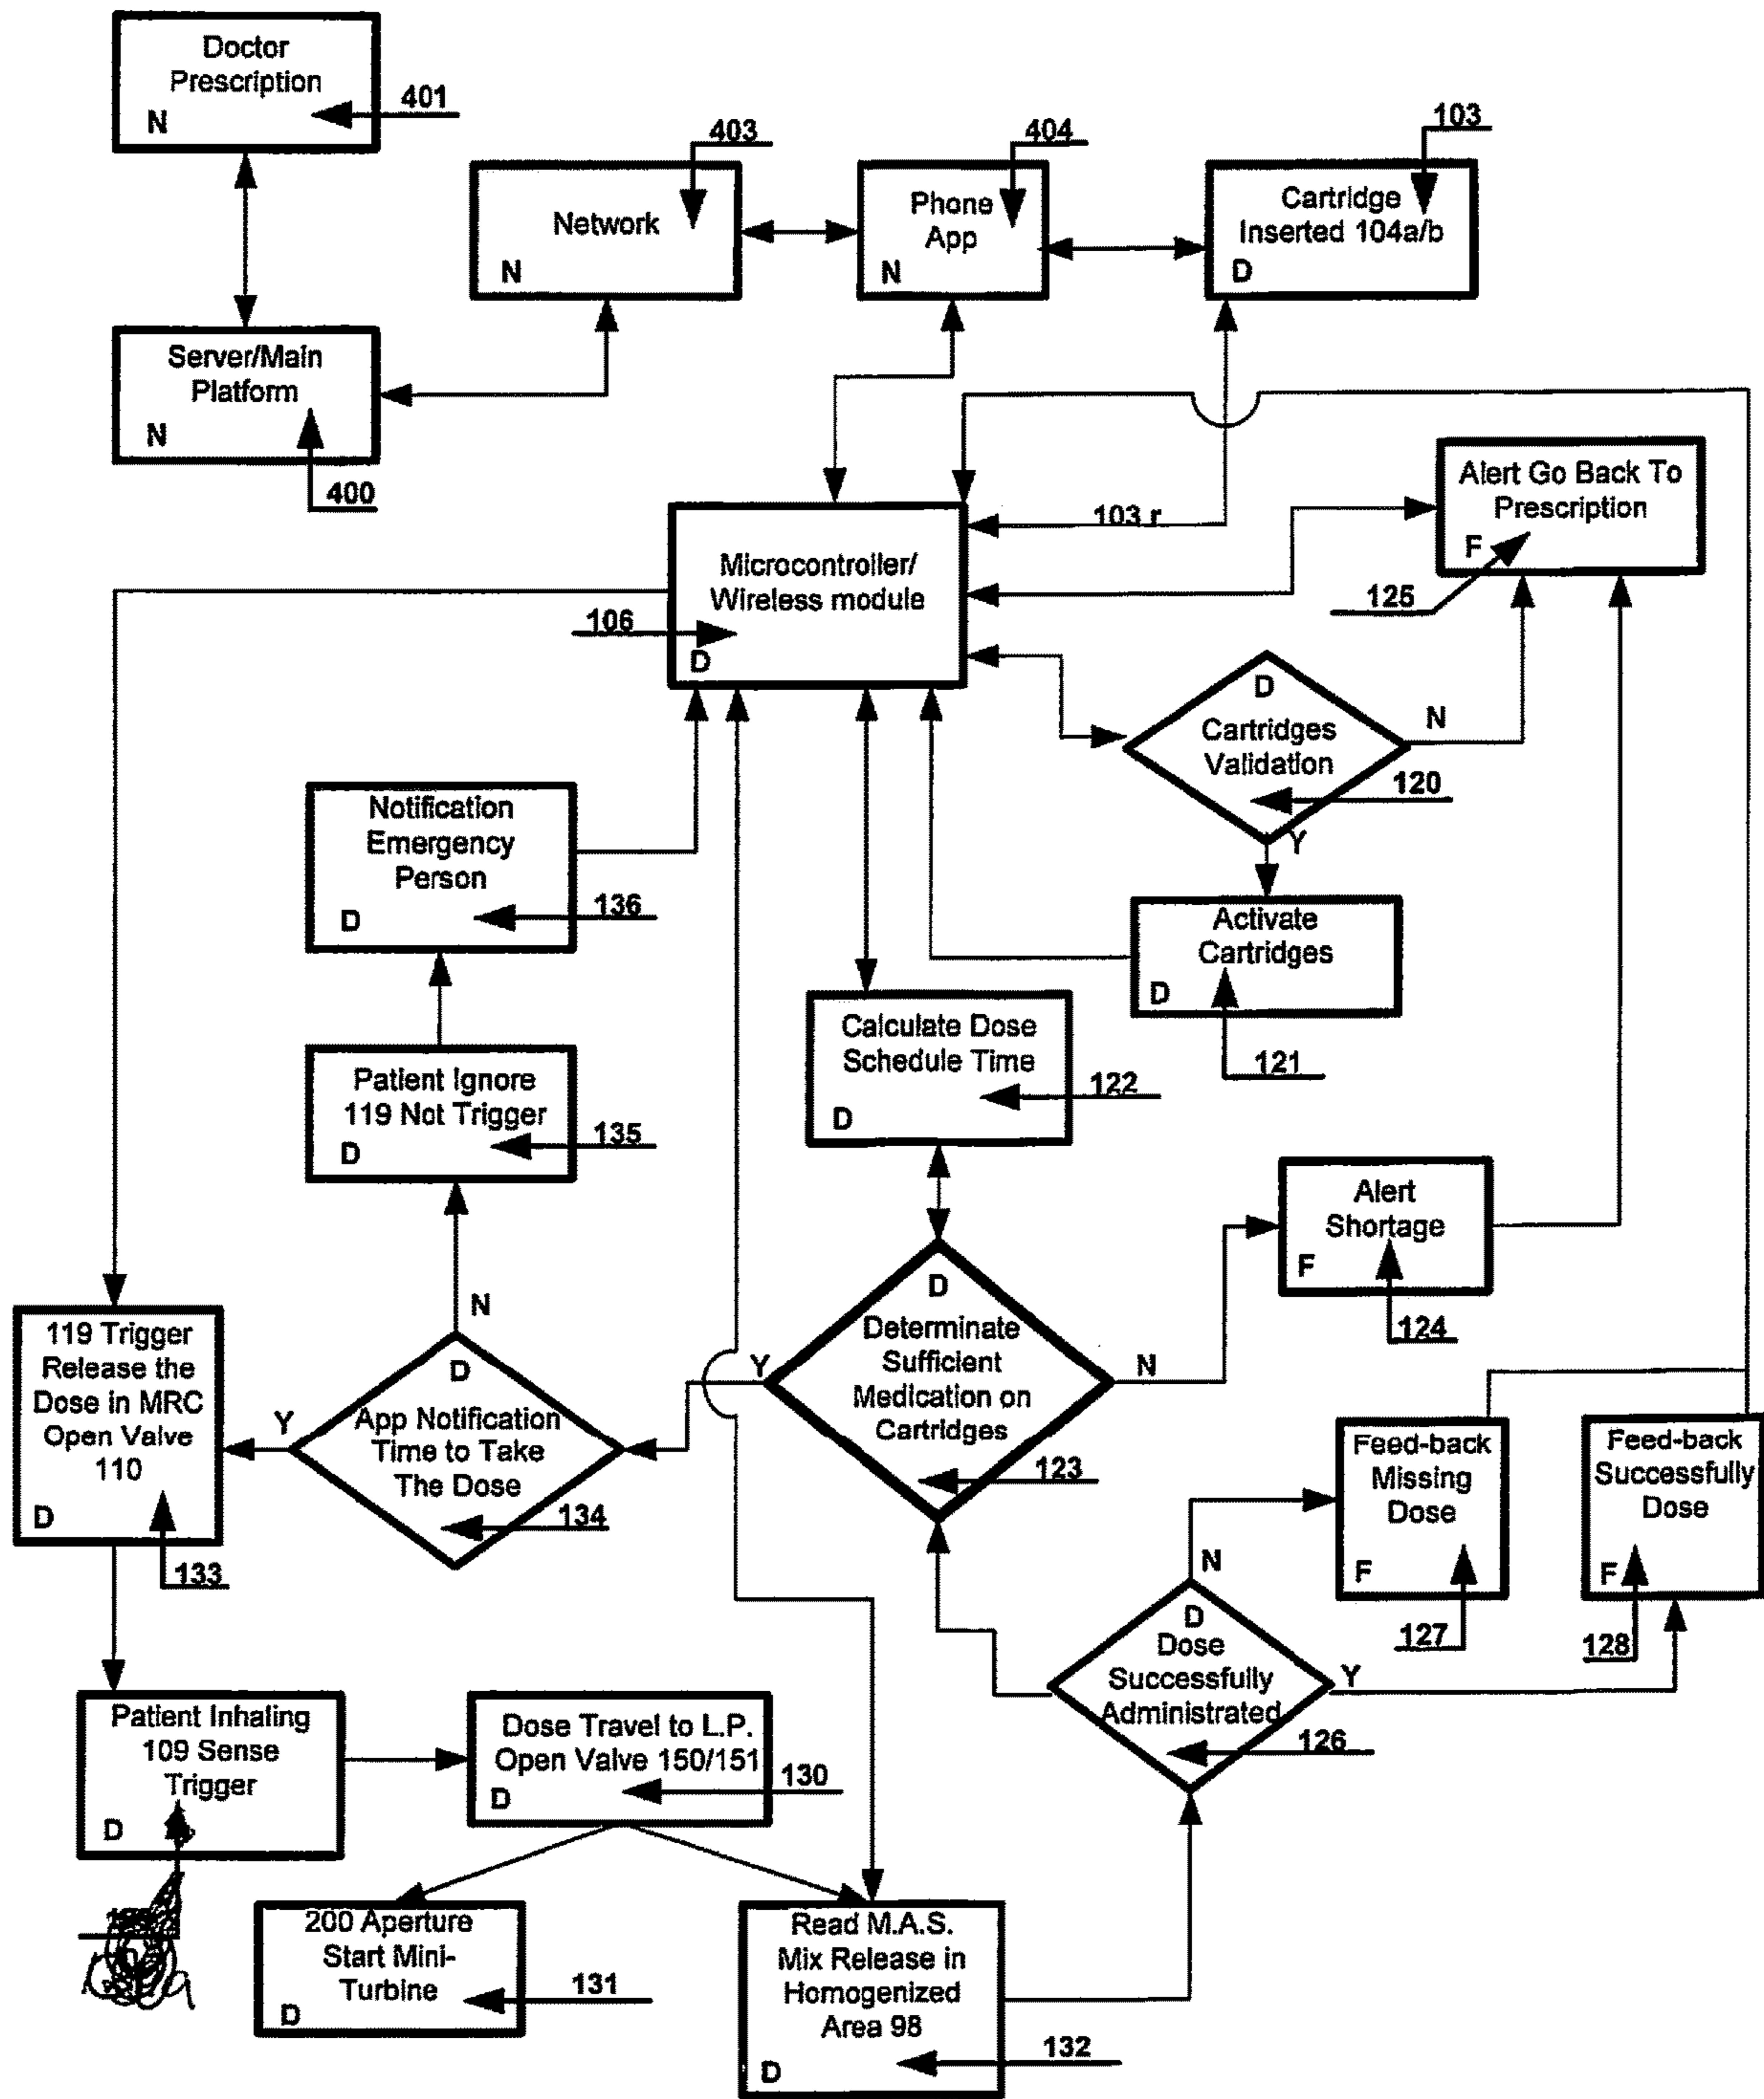 Doctor
Prescription
N
401
403
Network
N
404
Phone
App
N
103
Cartridge
Inserted 104a/b
D
Server/Main
Platform
N
400
103 r
Alert Go Back To
Prescription
F
125
Microcontroller/
Wireless module
106
D
D
Cartridges
Validation
N
120
Y
Notification
Emergency
Person
136
D
Activate
Cartridges
D
121
Calculate Dose
Schedule Time
122
D
Patient Ignore
119 Not Trigger
135
D
Alert
Shortage
F
124
N
D
Determinate
Sufficient
Medication on
Cartridges
Y
N
123
119 Trigger
Release the
Dose in MRC
Open Valve
110
D
133
Y
D
App Notification
Time to Take
The Dose
134
Feed-back
Missing
Dose
F
127
Feed-back
Successfully
Dose
F
128
N
D
Dose
Successfully
Administrated
Y
126
Patient Inhaling
109 Sense
Trigger
D
Dose Travel to L.P.
Open Valve 150/151
130
D
200 Aperture
Start Mini-
Turbine
131
D
Read M.A.S.
Mix Release in
Homogenized
Area 98
132
D